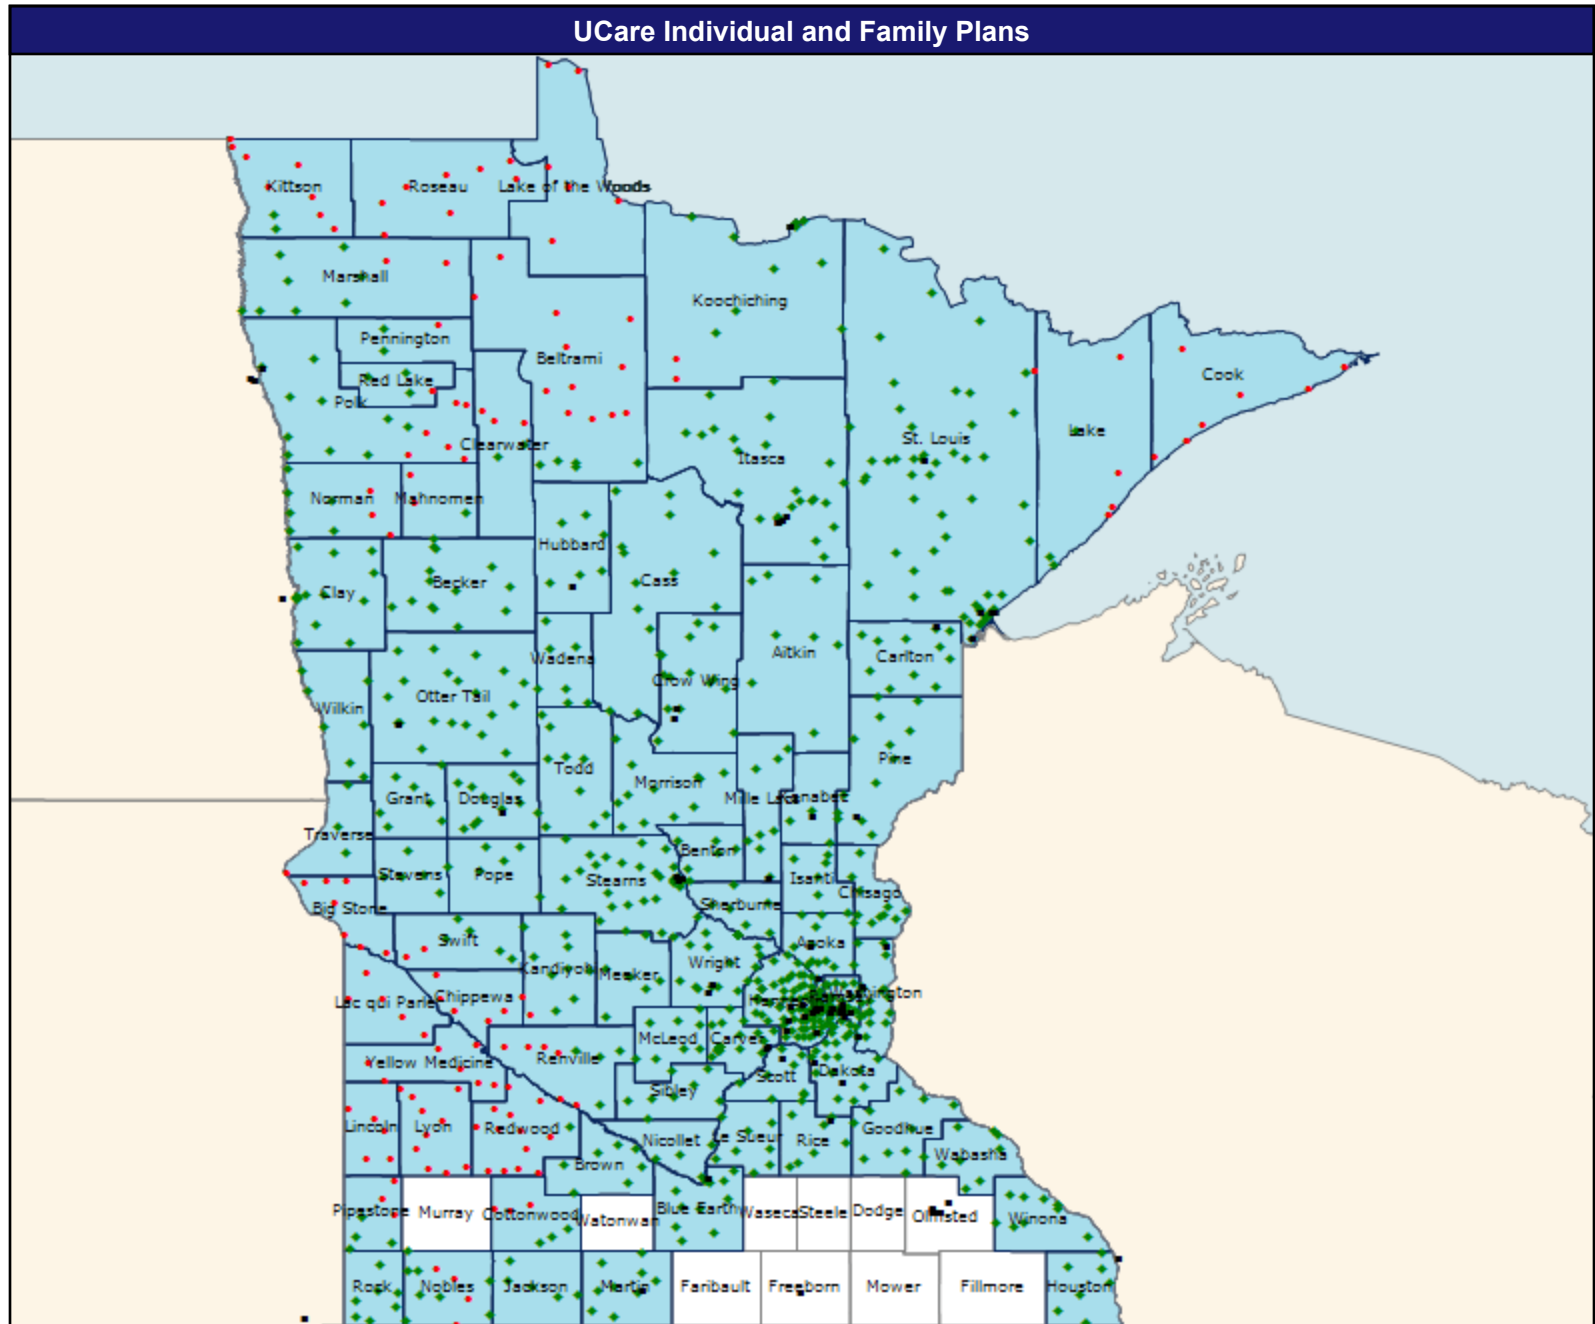 UCare Individual and Family Plans
Kittson
Roseau
Lake of the Woods
Marshall
Koochiching
Pennington
Beltrami
Red Lake
Cook
Polk
Clearwater
St. Louis
Lake
Itasca
Norman
Mahnomen
Hubbard
Cass
Becker
Clay
Wadena
Aitkin
Carlton
Crow Wing
Otter Tail
Wilkin
Pine
Todd
Morrison
Mille Lacs
Kanabec
Grant
Douglas
Traverse
Benton
Stevens
Pope
Stearns
Isanti
Chisago
Sherburne
Big Stone
Swift
Anoka
Kandiyohi
Meeker
Wright
Washington
Lac qui Parle
Chippewa
McLeod
Carver
Yellow Medicine
Renville
Scott
Dakota
Sibley
Lincoln
Lyon
Redwood
Nicollet
Le Sueur
Rice
Goodhue
Wabasha
Brown
Pipestone
Murray
Cottonwood
Watonwan
Blue Earth
Waseca
Steele
Dodge
Olmsted
Winona
Rock
Nobles
Jackson
Martin
Faribault
Freeborn
Mower
Fillmore
Houston